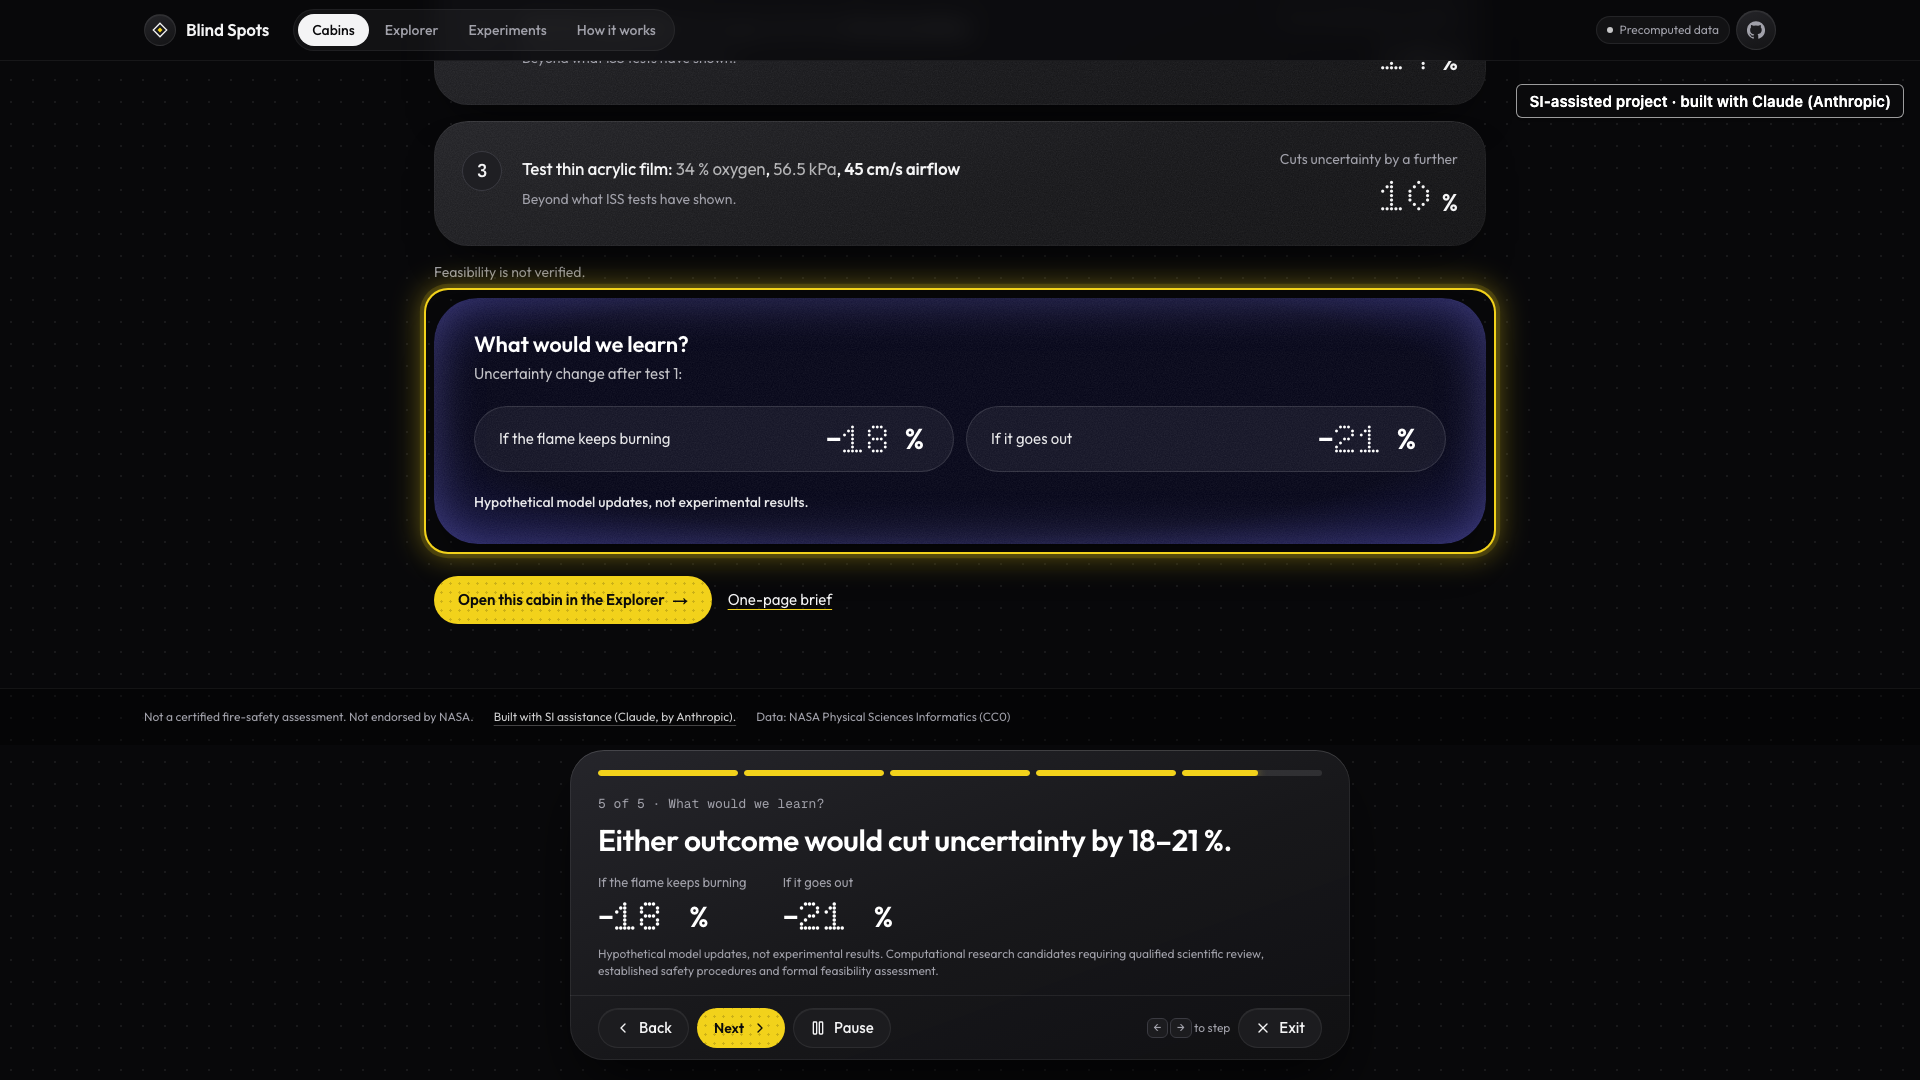 Blind Spots
Cabins
Explorer
Experiments
How it works
Precomputed data
SI-assisted project · built with Claude (Anthropic)
Beyond what ISS tests have shown.
%
3
Test thin acrylic film: 34 % oxygen, 56.5 kPa, 45 cm/s airflow
Beyond what ISS tests have shown.
Cuts uncertainty by a further
10 %
Feasibility is not verified.
What would we learn?
Uncertainty change after test 1:
If the flame keeps burning
-18 %
If it goes out
-21 %
Hypothetical model updates, not experimental results.
Open this cabin in the Explorer →
One-page brief
Not a certified fire-safety assessment. Not endorsed by NASA.
Built with SI assistance (Claude, by Anthropic).
Data: NASA Physical Sciences Informatics (CC0)
5 of 5 · What would we learn?
Either outcome would cut uncertainty by 18–21 %.
If the flame keeps burning
-18 %
If it goes out
-21 %
Hypothetical model updates, not experimental results. Computational research candidates requiring qualified scientific review,
established safety procedures and formal feasibility assessment.
Back
Next
Pause
← → to step
Exit